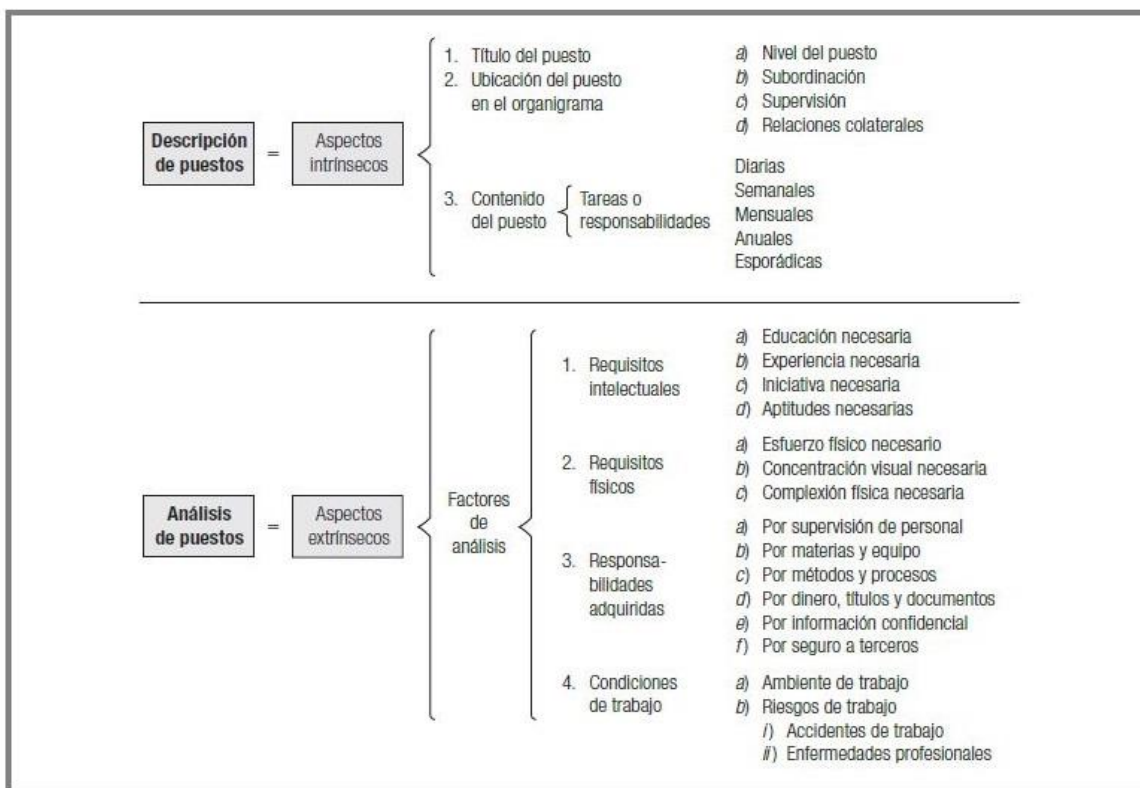 Descripción
de puestos
=
Aspectos
intrínsecos
1. Título del puesto
2. Ubicación del puesto
en el organigrama
a) Nivel del puesto
b) Subordinación
c) Supervisión
d) Relaciones colaterales
3. Contenido
del puesto
Tareas o
responsabilidades
Diarias
Semanales
Mensuales
Anuales
Esporádicas
Análisis
de puestos
=
Aspectos
extrínsecos
Factores
de
análisis
1. Requisitos
intelectuales
a) Educación necesaria
b) Experiencia necesaria
c) Iniciativa necesaria
d) Aptitudes necesarias
2. Requisitos
físicos
a) Esfuerzo físico necesario
b) Concentración visual necesaria
c) Complexión física necesaria
3. Responsa-
bilidades
adquiridas
a) Por supervisión de personal
b) Por materias y equipo
c) Por métodos y procesos
d) Por dinero, títulos y documentos
e) Por información confidencial
f) Por seguro a terceros
4. Condiciones
de trabajo
a) Ambiente de trabajo
b) Riesgos de trabajo
i) Accidentes de trabajo
ii) Enfermedades profesionales